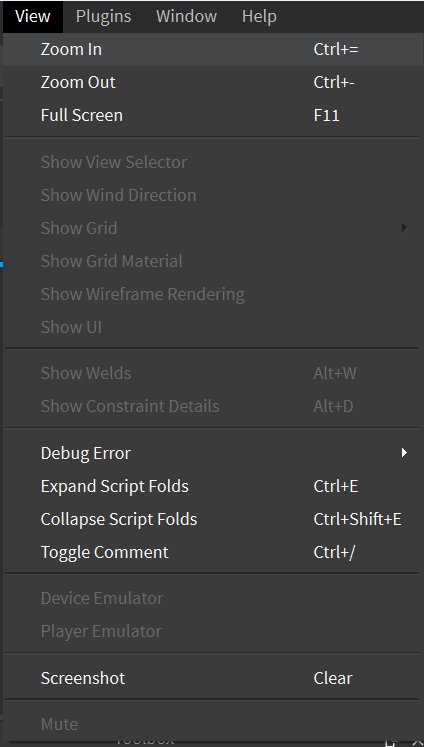 View Plugins Window Help
Zoom In Ctrl+=
Zoom Out Ctrl+-
Full Screen F11
Show View Selector
Show Wind Direction
Show Grid
Show Grid Material
Show Wireframe Rendering
Show UI
Show Welds Alt+W
Show Constraint Details Alt+D
Debug Error
Expand Script Folds Ctrl+E
Collapse Script Folds Ctrl+Shift+E
Toggle Comment Ctrl+/
Device Emulator
Player Emulator
Screenshot Clear
Mute
Toolbox